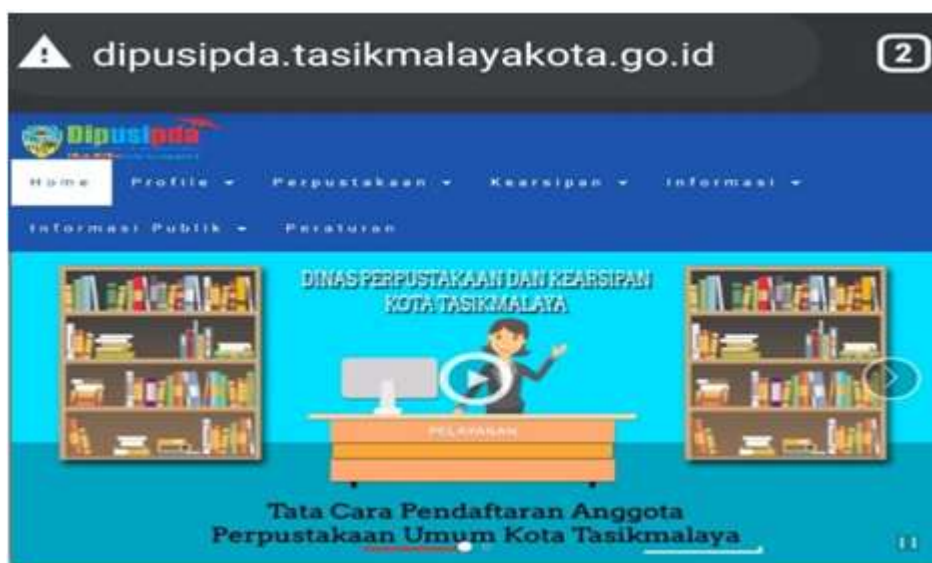 dipusipda.tasikmalayakota.go.id
2
Dipusipda
Home Profile Perpustakaan Kearsipan Informasi
Informasi Publik Peraturan
DINAS PERPUSTAKAAN DAN KEARSIPAN
KOTA TASIKMALAYA
PELAYANAN
Tata Cara Pendaftaran Anggota
Perpustakaan Umum Kota Tasikmalaya